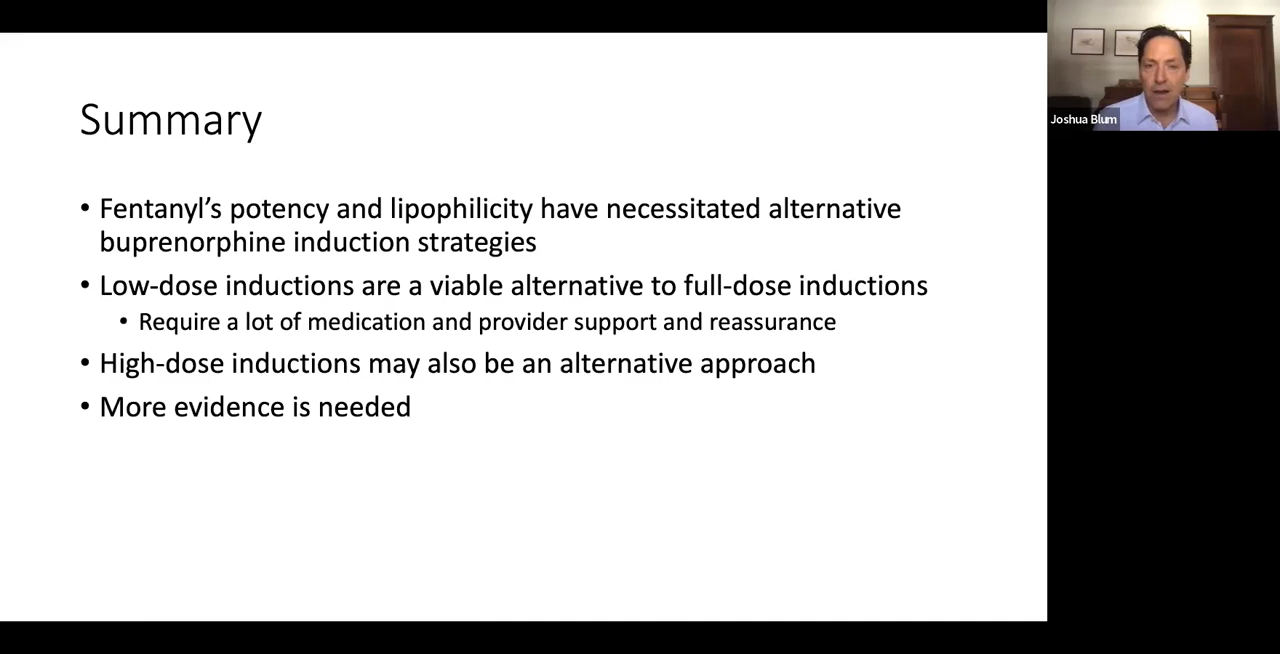 Summary
• Fentanyl’s potency and lipophilicity have necessitated alternative
buprenorphine induction strategies
• Low-dose inductions are a viable alternative to full-dose inductions
• Require a lot of medication and provider support and reassurance
• High-dose inductions may also be an alternative approach
• More evidence is needed
Joshua Blum